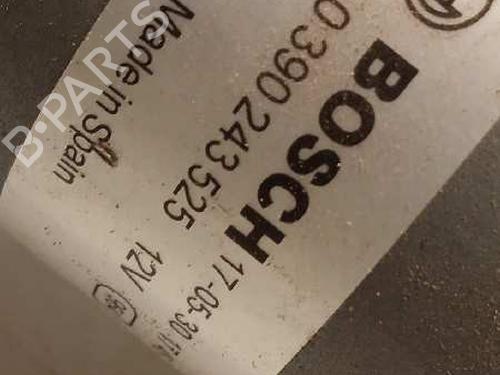 BOSCH
0 390 243 525
Made in Spain
12V
17-05-30
B-PARTS